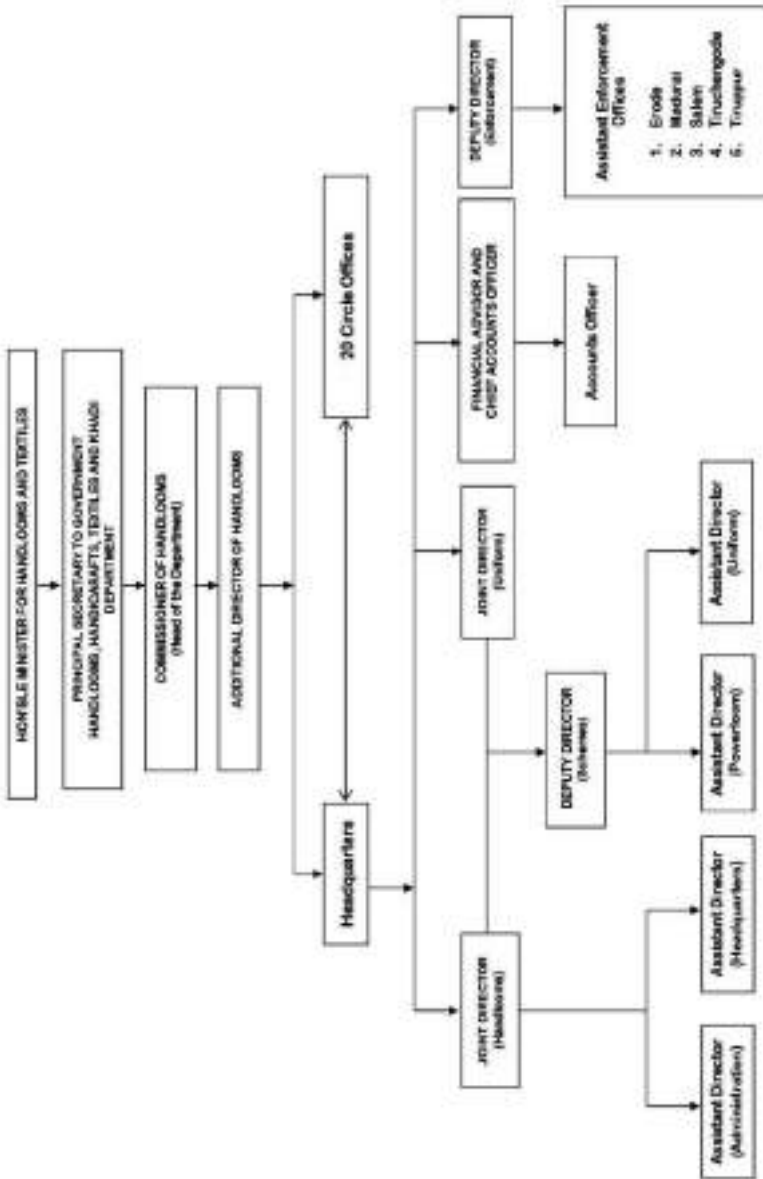 HON'BLE MINISTER FOR HANDLOOMS AND TEXTILES
PRINCIPAL SECRETARY TO GOVERNMENT
HANDLOOMS, HANDICRAFTS, TEXTILES AND KHADI
DEPARTMENT
COMMISSIONER OF HANDLOOMS
(Head of the Department)
ADDITIONAL DIRECTOR OF HANDLOOMS
Headquarters
20 Circle Offices
JOINT DIRECTOR
(Handlooms)
JOINT DIRECTOR
(Uniform)
FINANCIAL ADVISOR AND
CHIEF ACCOUNTS OFFICER
DEPUTY DIRECTOR
(Enforcement)
DEPUTY DIRECTOR
(Schemes)
Accounts Officer
Assistant Enforcement
Offices
1. Erode
2. Madurai
3. Salem
4. Tiruchengode
5. Tiruppur
Assistant Director
(Administration)
Assistant Director
(Headquarters)
Assistant Director
(Powerloom)
Assistant Director
(Uniform)